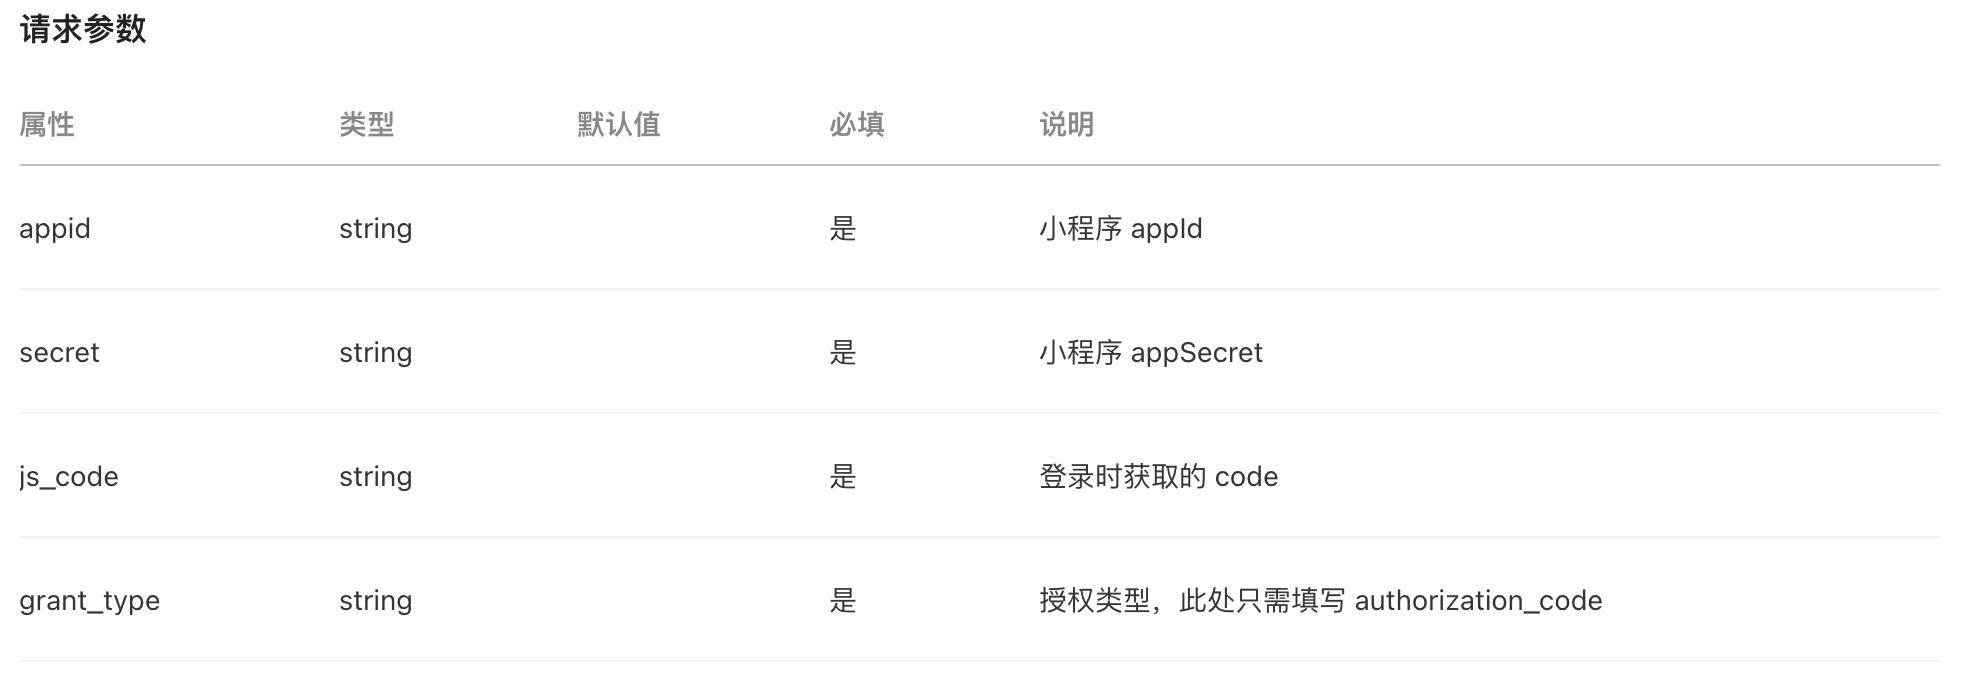 请求参数
属性 类型 默认值 必填 说明
appid string 是 小程序 appId
secret string 是 小程序 appSecret
js_code string 是 登录时获取的 code
grant_type string 是 授权类型，此处只需填写 authorization_code